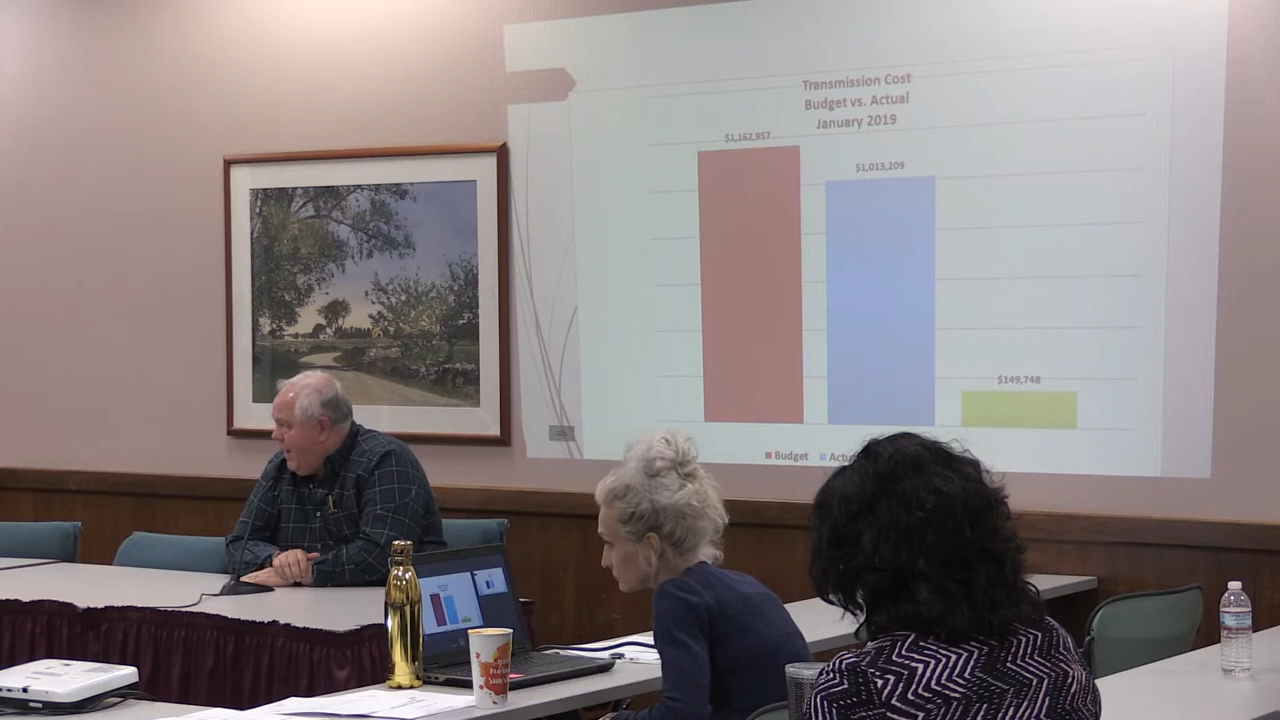 Transmission Cost
Budget vs. Actual
January 2019
$1,162,957
$1,013,209
$149,748
Budget